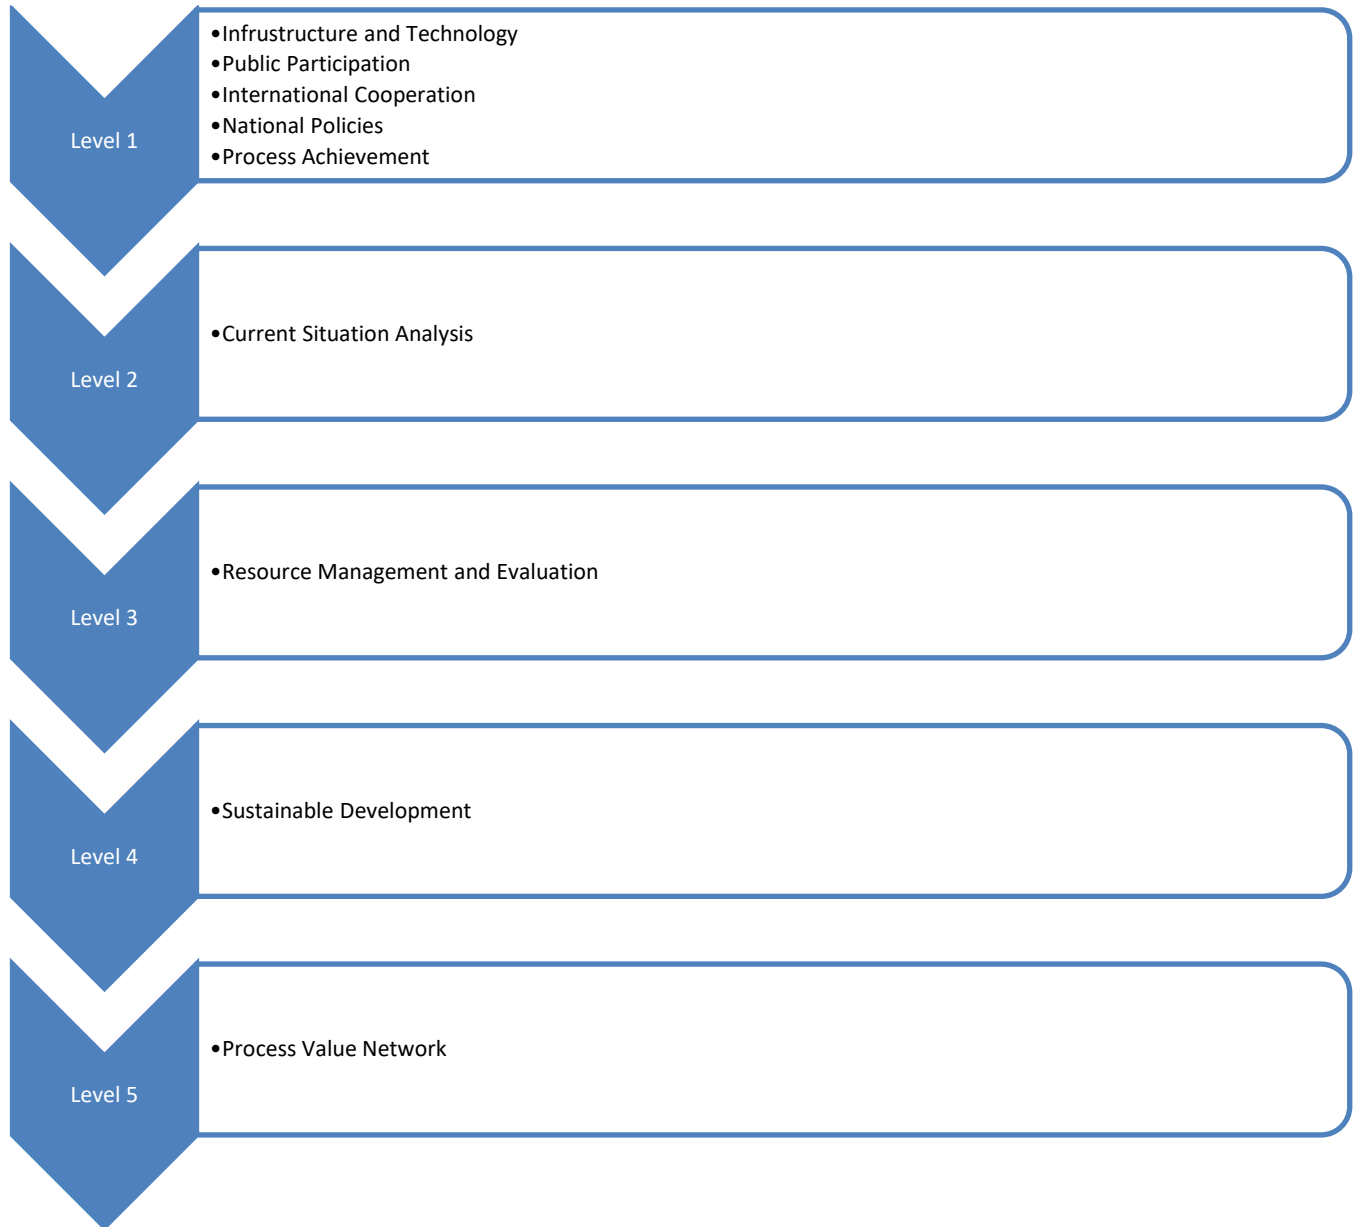 Level 1
•Infrustructure and Technology
•Public Participation
•International Cooperation
•National Policies
•Process Achievement
Level 2
•Current Situation Analysis
Level 3
•Resource Management and Evaluation
Level 4
•Sustainable Development
Level 5
•Process Value Network